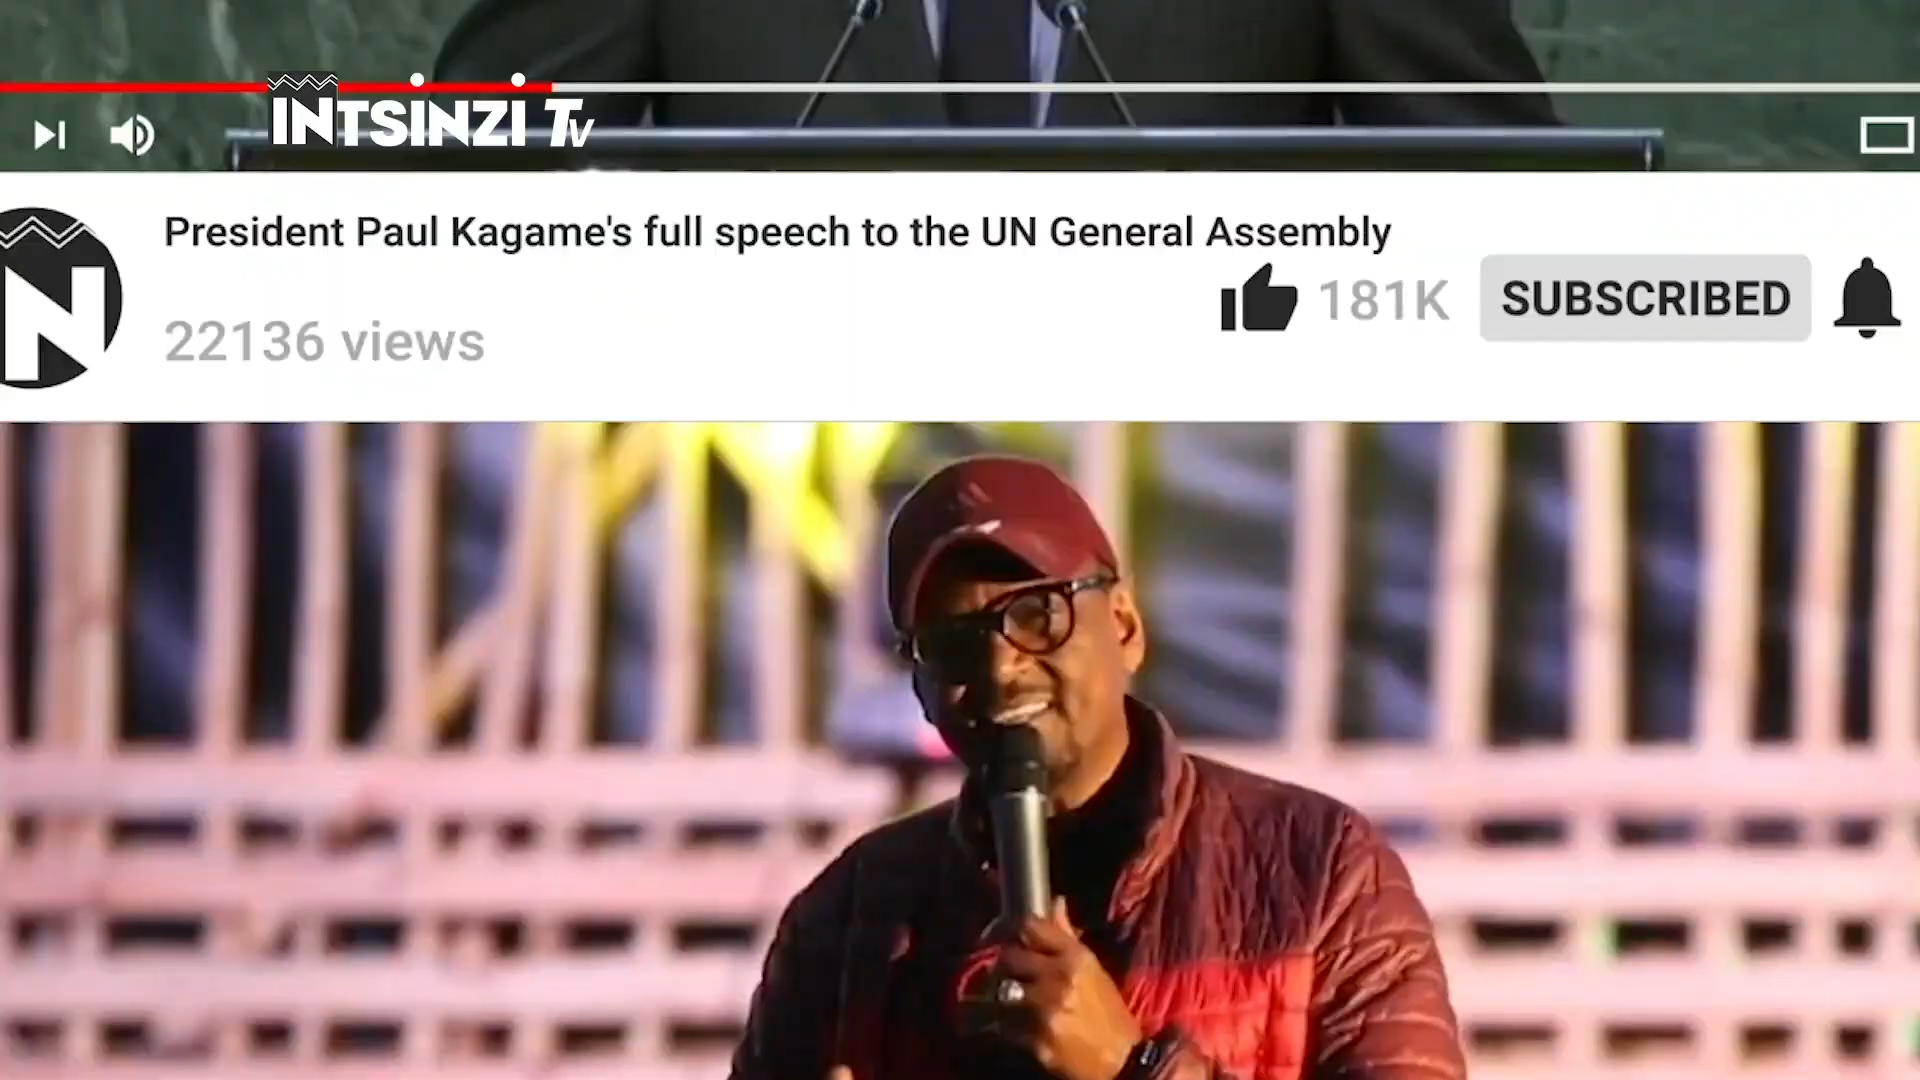 INTSINZI Tv
President Paul Kagame's full speech to the UN General Assembly
181K
SUBSCRIBED
22136 views
N